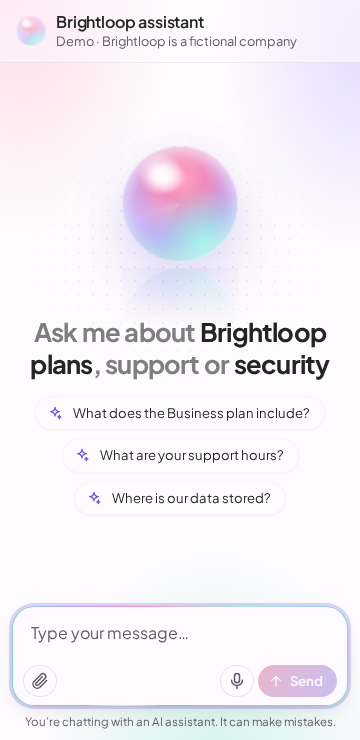 Brightloop assistant
Demo · Brightloop is a fictional company
Ask me about Brightloop
plans, support or security
What does the Business plan include?
What are your support hours?
Where is our data stored?
Type your message...
Send
You're chatting with an AI assistant. It can make mistakes.